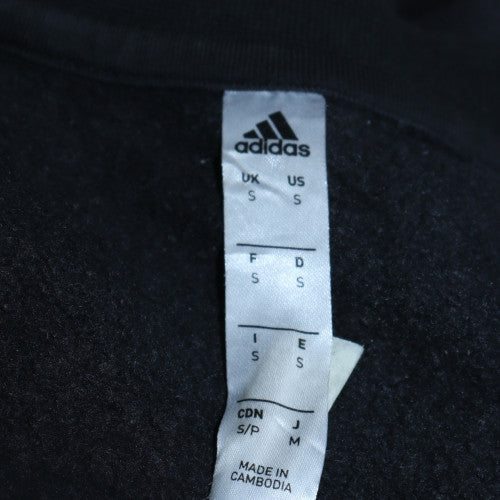 adidas
UK US
S S
F D
S S
I E
S S
CDN J
S/P M
MADE IN
CAMBODIA